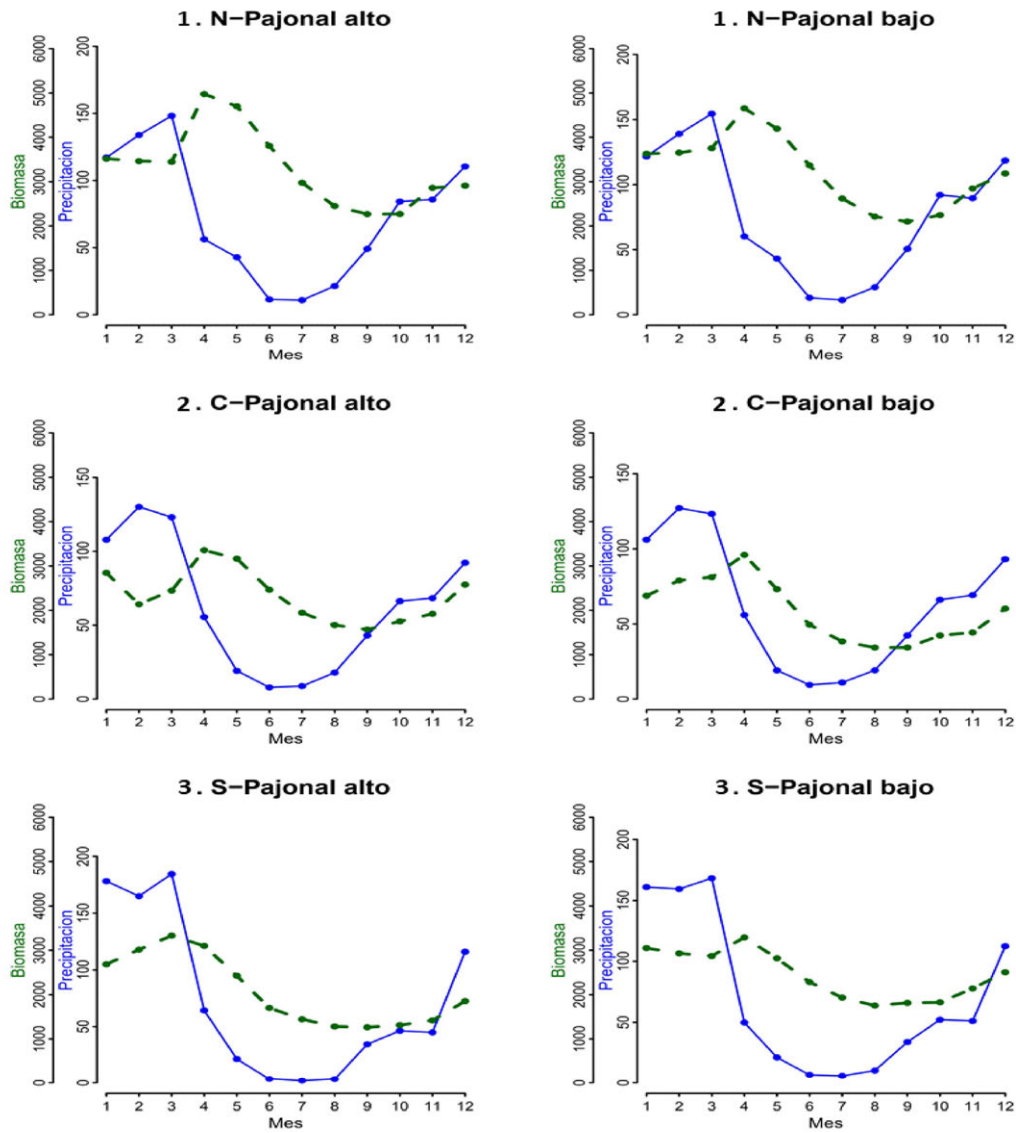 1. N-Pajonal alto
Biomasa
0 1000 2000 3000 4000 5000 6000
Precipitacion
0 50 100 150 200
1 2 3 4 5 6 7 8 9 10 11 12
Mes
1. N-Pajonal bajo
Biomasa
0 1000 2000 3000 4000 5000 6000
Precipitacion
0 50 100 150 200
1 2 3 4 5 6 7 8 9 10 11 12
Mes
2. C-Pajonal alto
Biomasa
0 1000 2000 3000 4000 5000 6000
Precipitacion
0 50 100 150
1 2 3 4 5 6 7 8 9 10 11 12
Mes
2. C-Pajonal bajo
Biomasa
0 1000 2000 3000 4000 5000 6000
Precipitacion
0 50 100 150
1 2 3 4 5 6 7 8 9 10 11 12
Mes
3. S-Pajonal alto
Biomasa
0 1000 2000 3000 4000 5000 6000
Precipitacion
0 50 100 150 200
1 2 3 4 5 6 7 8 9 10 11 12
Mes
3. S-Pajonal bajo
Biomasa
0 1000 2000 3000 4000 5000 6000
Precipitacion
0 50 100 150 200
1 2 3 4 5 6 7 8 9 10 11 12
Mes